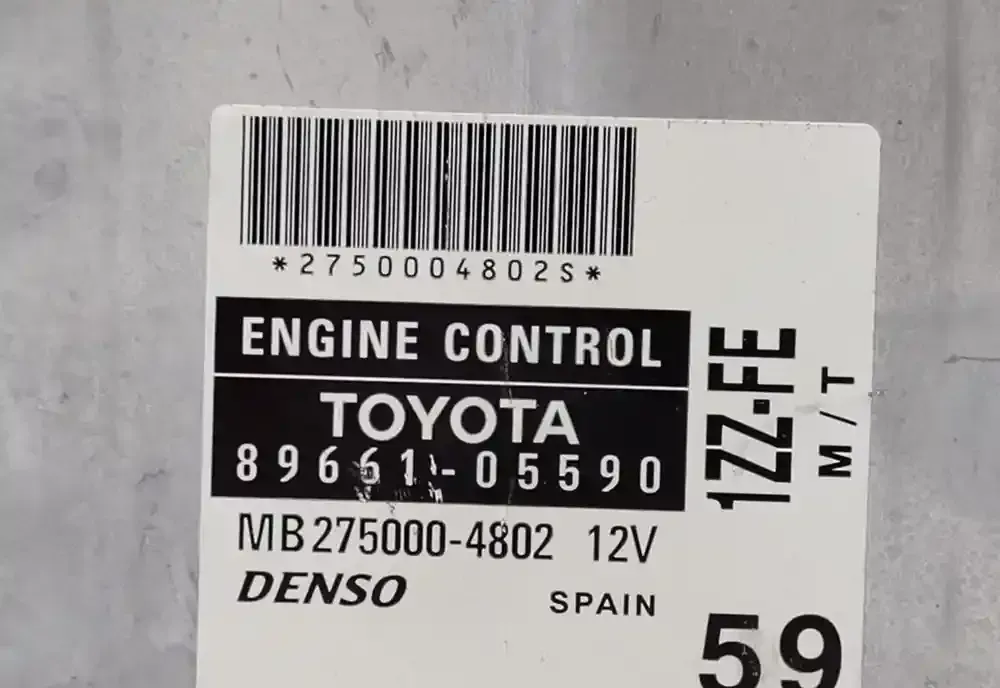 *2750004802S*
ENGINE CONTROL
TOYOTA
89661-05590
MB275000-4802 12V
DENSO SPAIN
1ZZ-FE
M/T
59